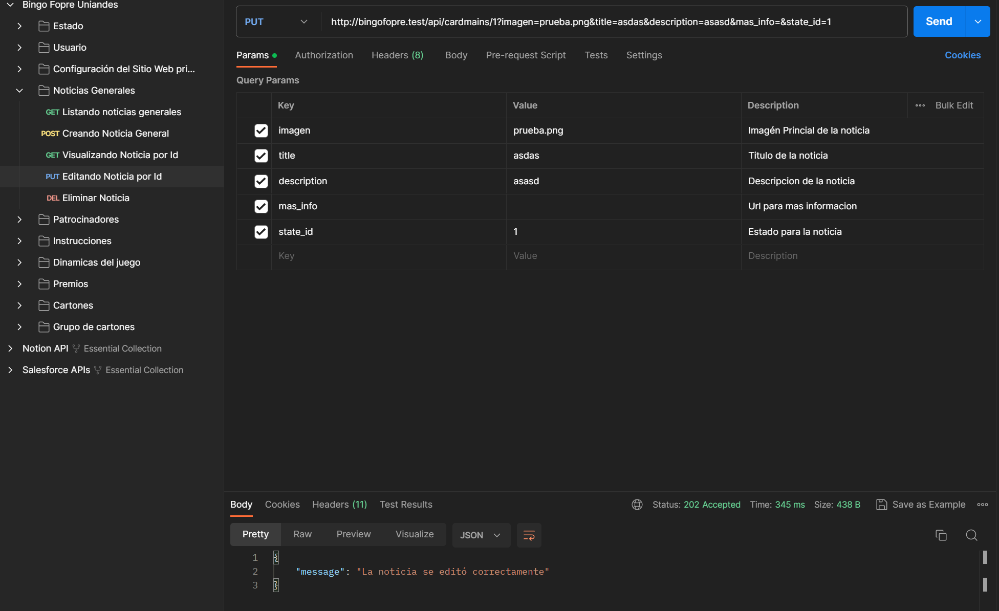 Bingo Fopre Uniandes
Estado
Usuario
Configuración del Sitio Web pri...
Noticias Generales
GET Listando noticias generales
POST Creando Noticia General
GET Visualizando Noticia por Id
PUT Editando Noticia por Id
DEL Eliminar Noticia
Patrocinadores
Instrucciones
Dinamicas del juego
Premios
Cartones
Grupo de cartones
Notion API Essential Collection
Salesforce APIs Essential Collection
PUT http://bingofopre.test/api/cardmains/1?imagen=prueba.png&title=asdas&description=asasd&mas_info=&state_id=1 Send
Params Authorization Headers (8) Body Pre-request Script Tests Settings Cookies
Query Params
Key Value Description Bulk Edit
imagen prueba.png Imagén Princial de la noticia
title asdas Titulo de la noticia
description asasd Descripcion de la noticia
mas_info Url para mas informacion
state_id 1 Estado para la noticia
Key Value Description
Body Cookies Headers (11) Test Results Status: 202 Accepted Time: 345 ms Size: 438 B Save as Example
Pretty Raw Preview Visualize JSON
1 {
2 "message": "La noticia se editó correctamente"
3 }